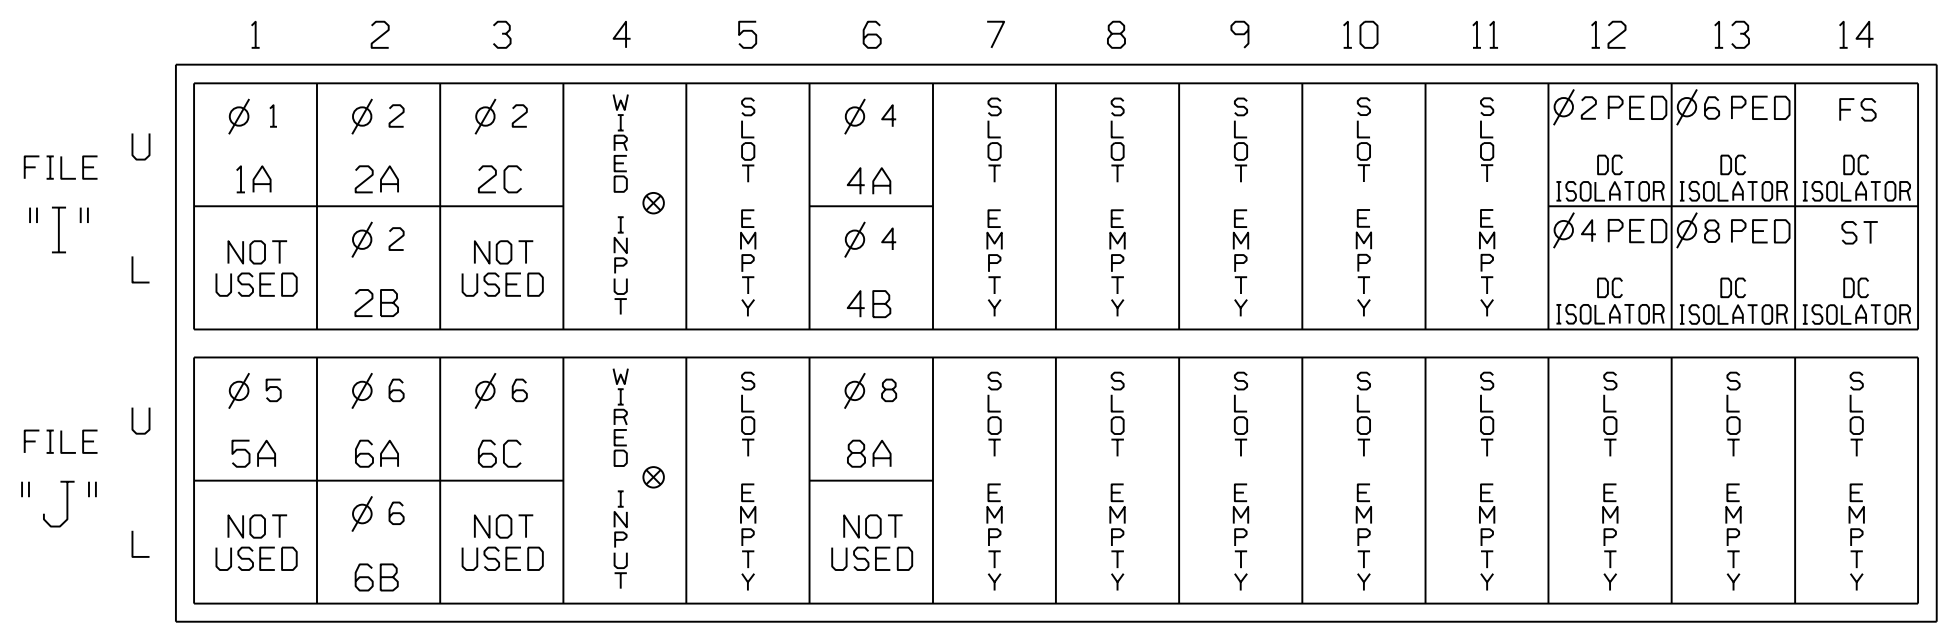 1 2 3 4 5 6 7 8 9 10 11 12 13 14
FILE
"I"
U
L
Ø 1
1A
NOT
USED
Ø 2
2A
Ø 2
2B
Ø 2
2C
NOT
USED
WIRED INPUT
SLOT EMPTY
Ø 4
4A
Ø 4
4B
SLOT EMPTY
SLOT EMPTY
SLOT EMPTY
SLOT EMPTY
SLOT EMPTY
Ø2 PED
DC
ISOLATOR
Ø4 PED
DC
ISOLATOR
Ø6 PED
DC
ISOLATOR
Ø8 PED
DC
ISOLATOR
FS
DC
ISOLATOR
ST
DC
ISOLATOR
FILE
"J"
U
L
Ø 5
5A
NOT
USED
Ø 6
6A
Ø 6
6B
Ø 6
6C
NOT
USED
WIRED INPUT
SLOT EMPTY
Ø 8
8A
NOT
USED
SLOT EMPTY
SLOT EMPTY
SLOT EMPTY
SLOT EMPTY
SLOT EMPTY
SLOT EMPTY
SLOT EMPTY
SLOT EMPTY